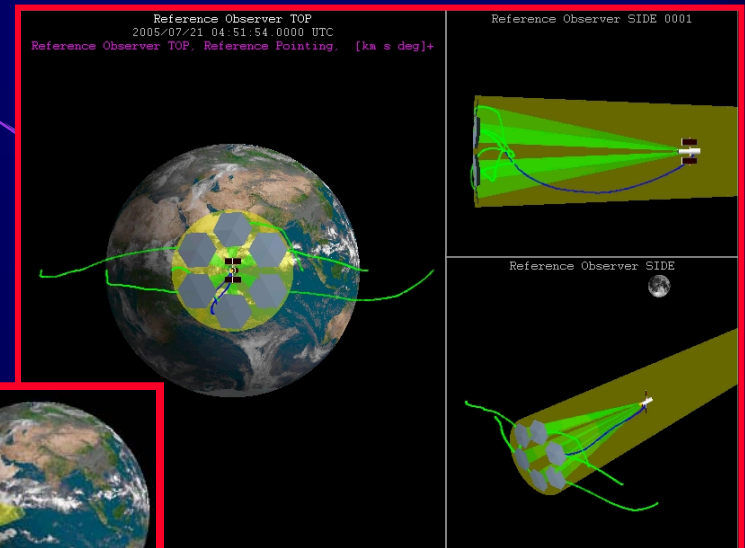 Reference Observer TOP
2005/07/21 04:51:54.0000 UTC
Reference Observer TOP, Reference Pointing, [km s deg]+
Reference Observer SIDE 0001
Reference Observer SIDE